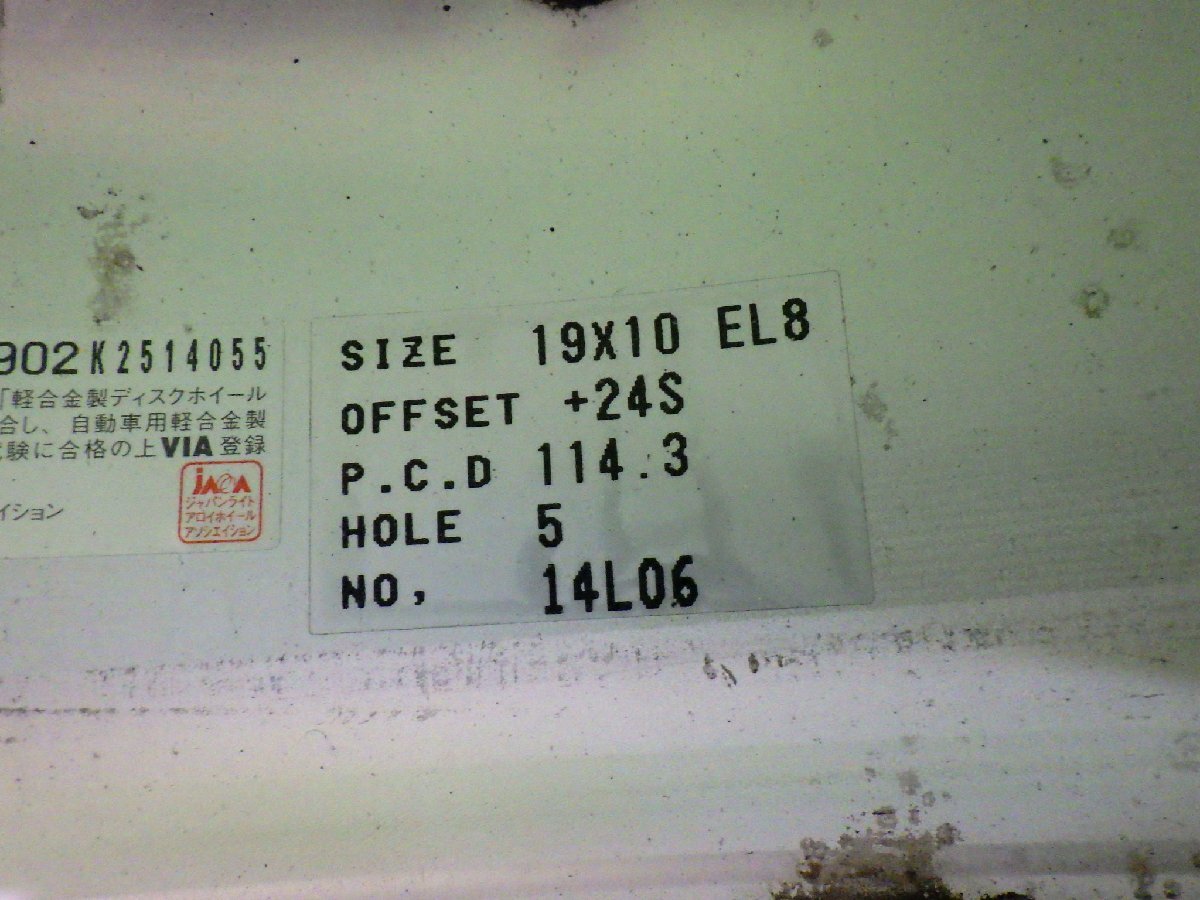 902 K2514055
「軽合金製ディスクホイール
合し、自動車用軽合金製
験に合格の上VIA登録
イション
JAWA
ジャパンライト
アロイホイール
アソシエイション
SIZE 19X10 EL8
OFFSET +24S
P.C.D 114.3
HOLE 5
NO, 14L06